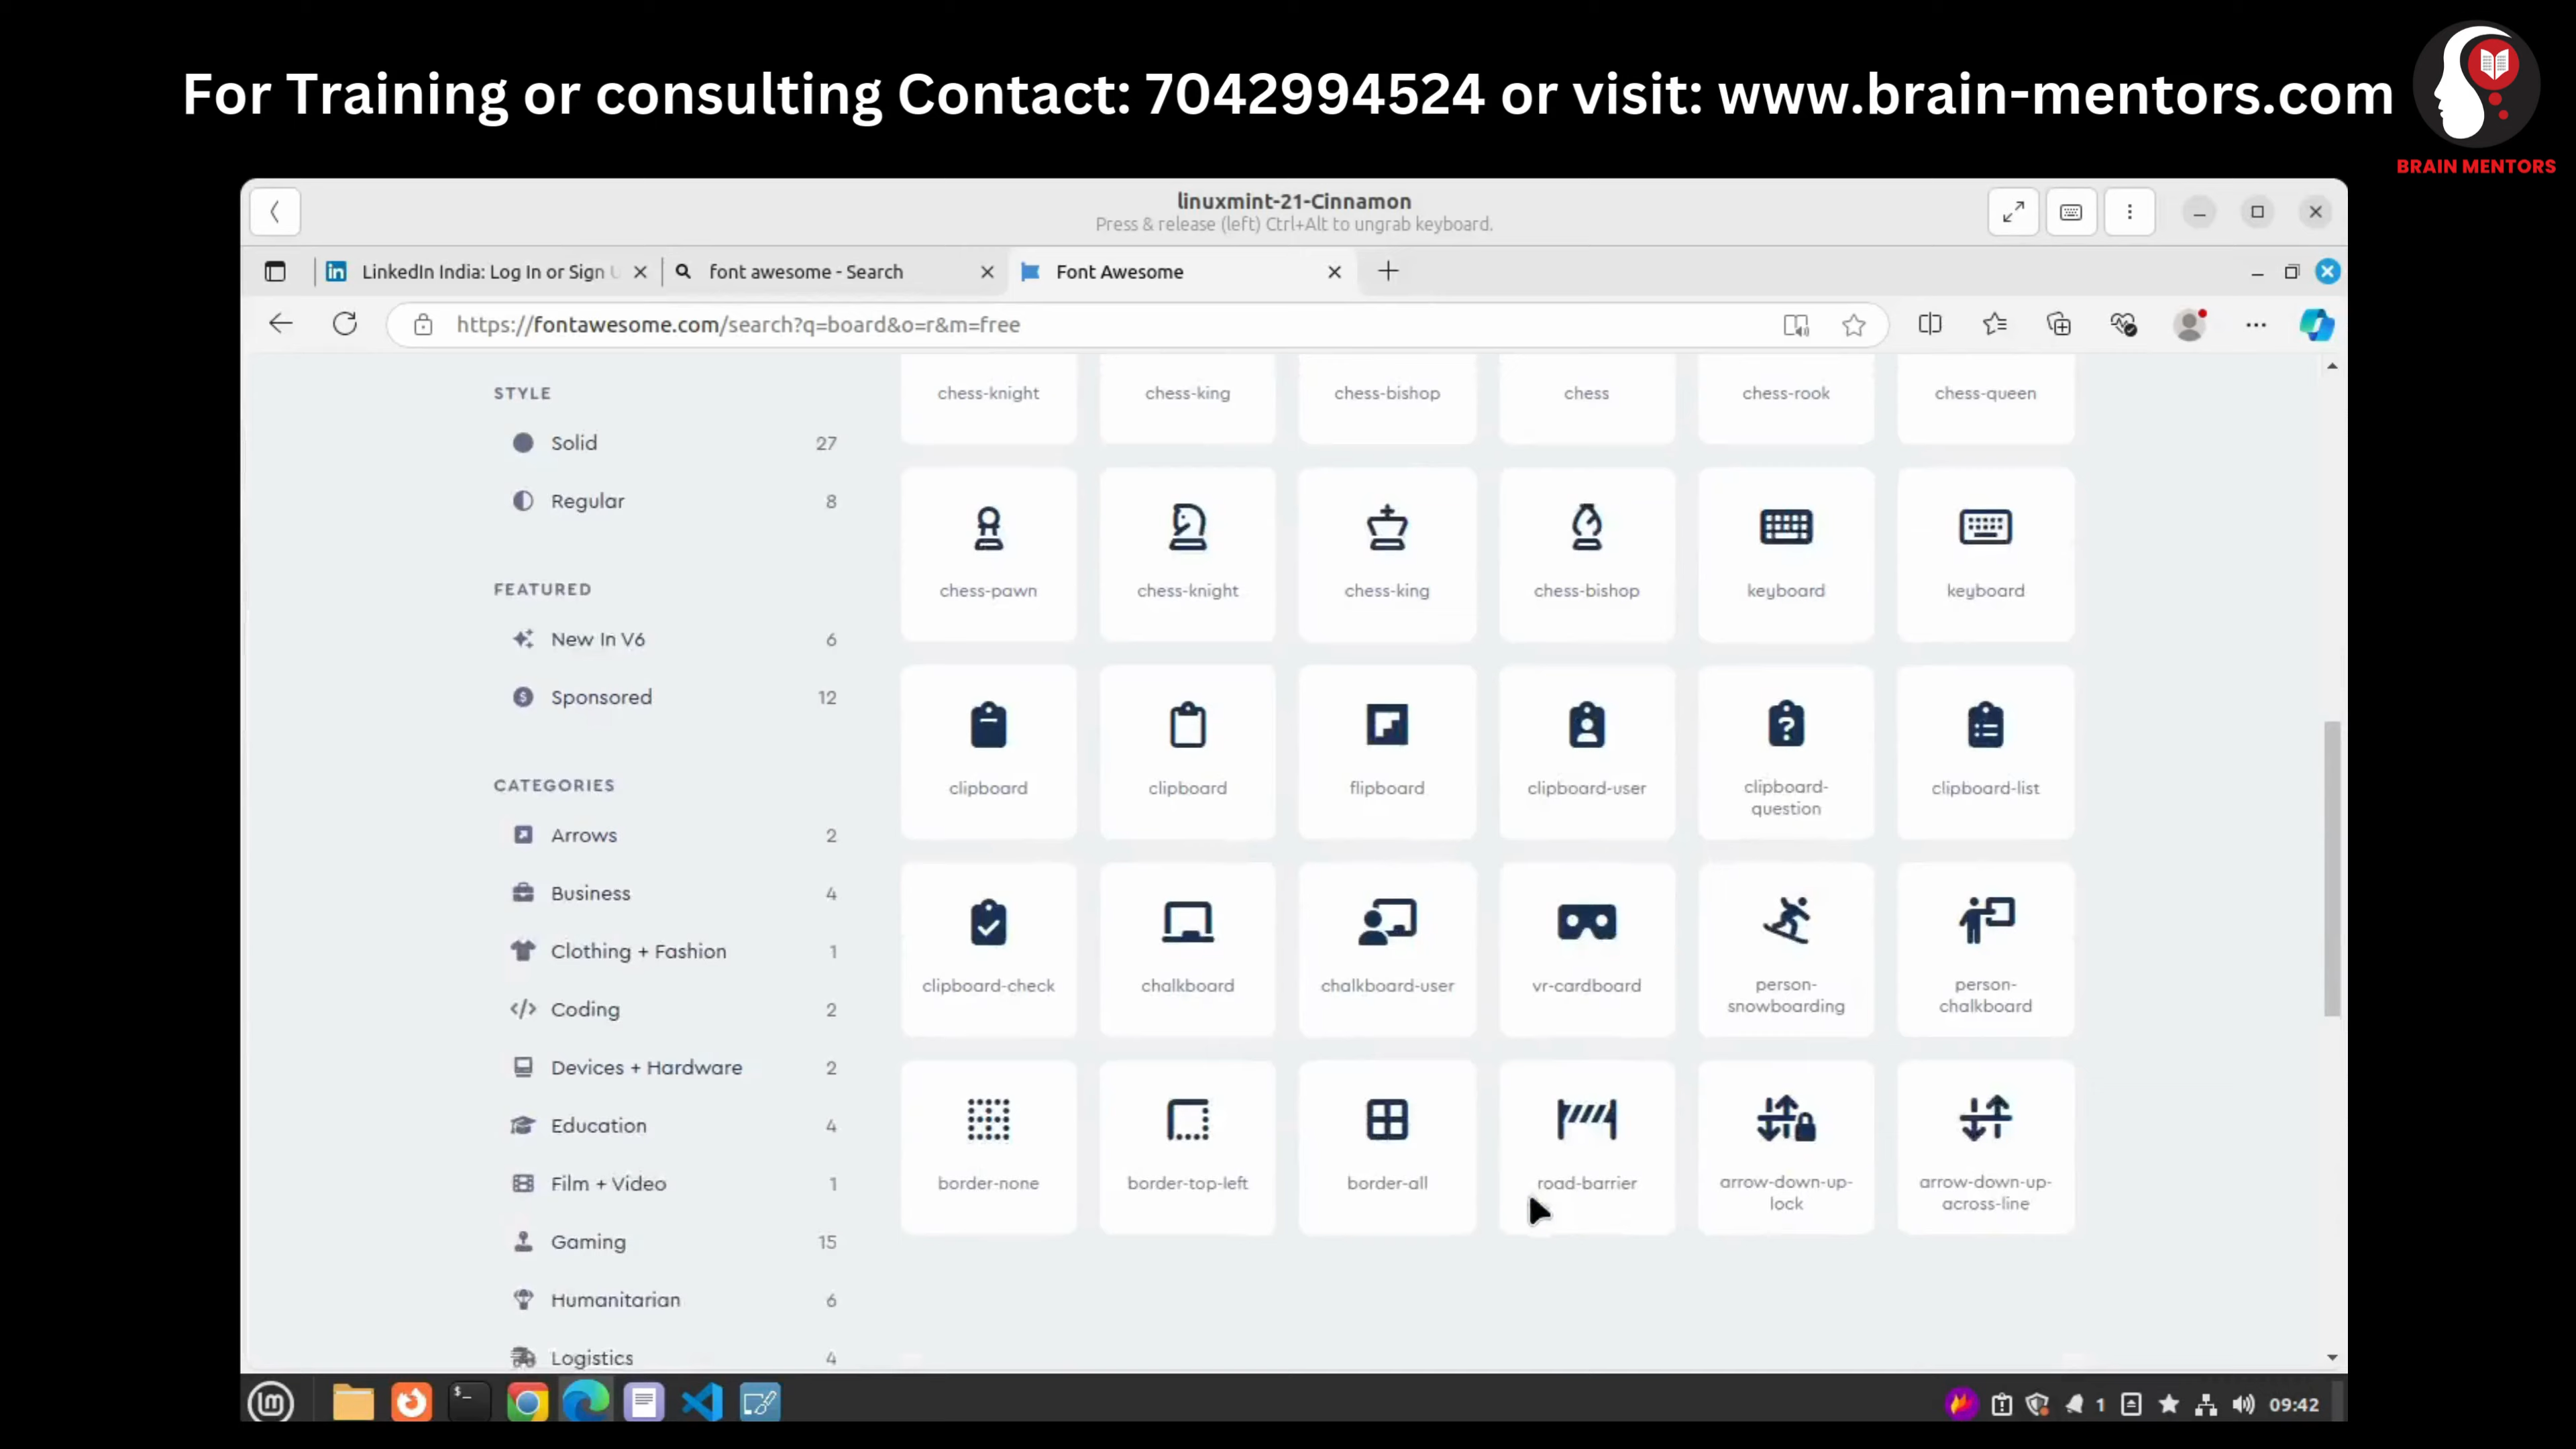 For Training or consulting Contact: 7042994524 or visit: www.brain-mentors.com
BRAIN MENTORS
linuxmint-21-Cinnamon
Press & release (left) Ctrl+Alt to ungrab keyboard.
LinkedIn India: Log In or Sign U
font awesome - Search
Font Awesome
https://fontawesome.com/search?q=board&o=r&m=free
STYLE
Solid 27
Regular 8
FEATURED
New In V6 6
Sponsored 12
CATEGORIES
Arrows 2
Business 4
Clothing + Fashion 1
Coding 2
Devices + Hardware 2
Education 4
Film + Video 1
Gaming 15
Humanitarian 6
Logistics 4
chess-knight chess-king chess-bishop chess chess-rook chess-queen
chess-pawn chess-knight chess-king chess-bishop keyboard keyboard
clipboard clipboard flipboard clipboard-user clipboard-question clipboard-list
clipboard-check chalkboard chalkboard-user vr-cardboard person-snowboarding person-chalkboard
border-none border-top-left border-all road-barrier arrow-down-up-lock arrow-down-up-across-line
1
09:42